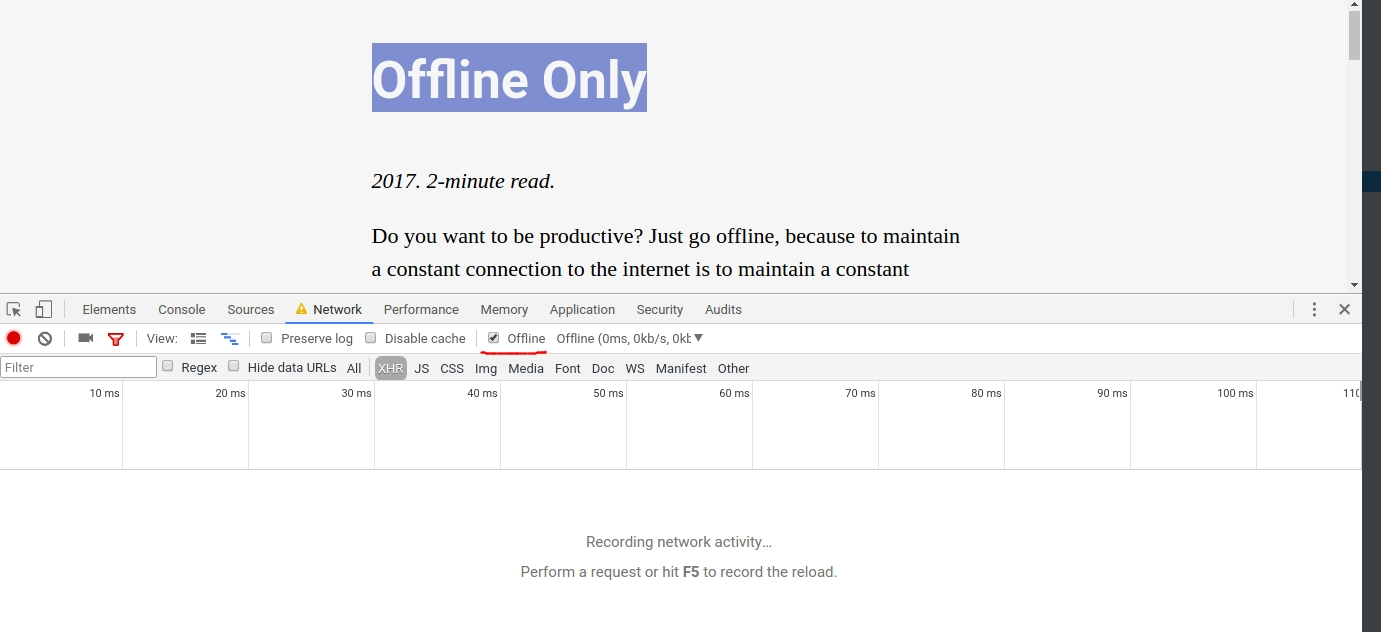 Offline Only
2017. 2-minute read.
Do you want to be productive? Just go offline, because to maintain
a constant connection to the internet is to maintain a constant
Elements Console Sources Network Performance Memory Application Security Audits
View: Preserve log Disable cache Offline Offline (0ms, 0kb/s, 0kb
Filter Regex Hide data URLs All XHR JS CSS Img Media Font Doc WS Manifest Other
10 ms 20 ms 30 ms 40 ms 50 ms 60 ms 70 ms 80 ms 90 ms 100 ms 110
Recording network activity…
Perform a request or hit F5 to record the reload.